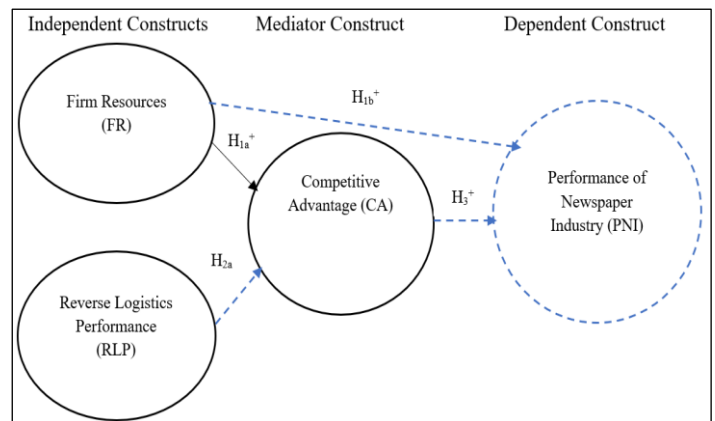 Independent Constructs
Mediator Construct
Dependent Construct
Firm Resources
(FR)
H1b+
H1a+
Competitive
Advantage (CA)
H3+
Performance of
Newspaper
Industry (PNI)
H2a
Reverse Logistics
Performance
(RLP)